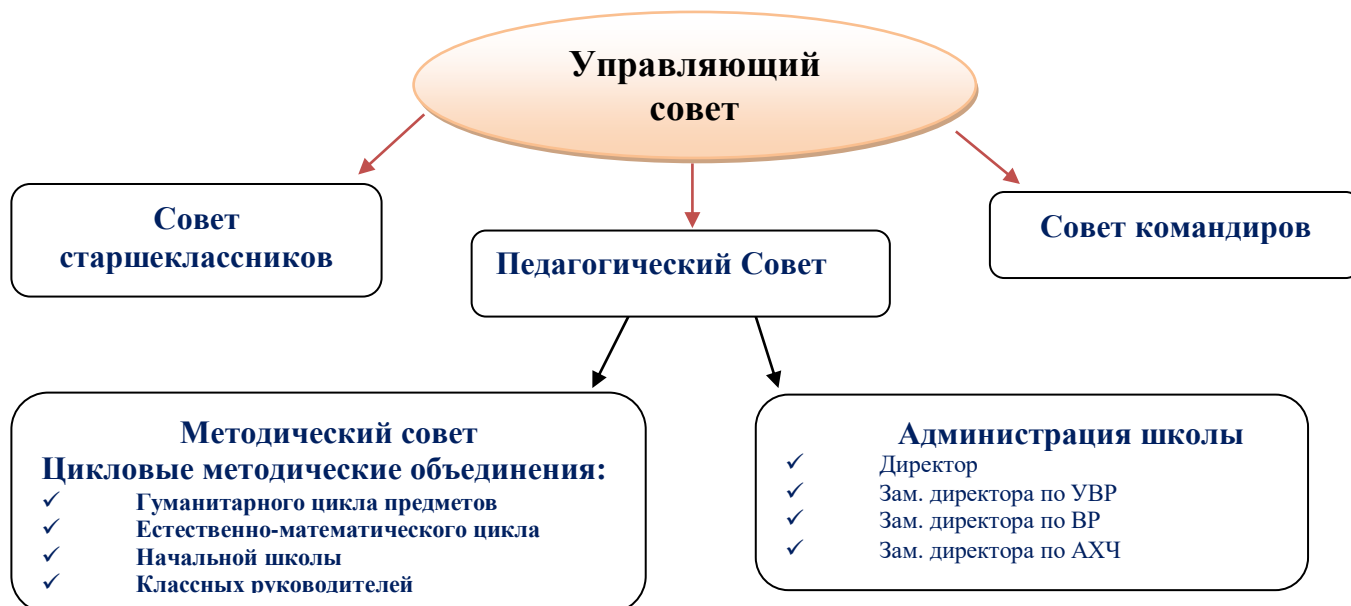 Управляющий
совет
Совет
старшеклассников
Педагогический Совет
Совет командиров
Методический совет
Цикловые методические объединения:
✓ Гуманитарного цикла предметов
✓ Естественно-математического цикла
✓ Начальной школы
✓ Классных руководителей
Администрация школы
✓ Директор
✓ Зам. директора по УВР
✓ Зам. директора по ВР
✓ Зам. директора по АХЧ